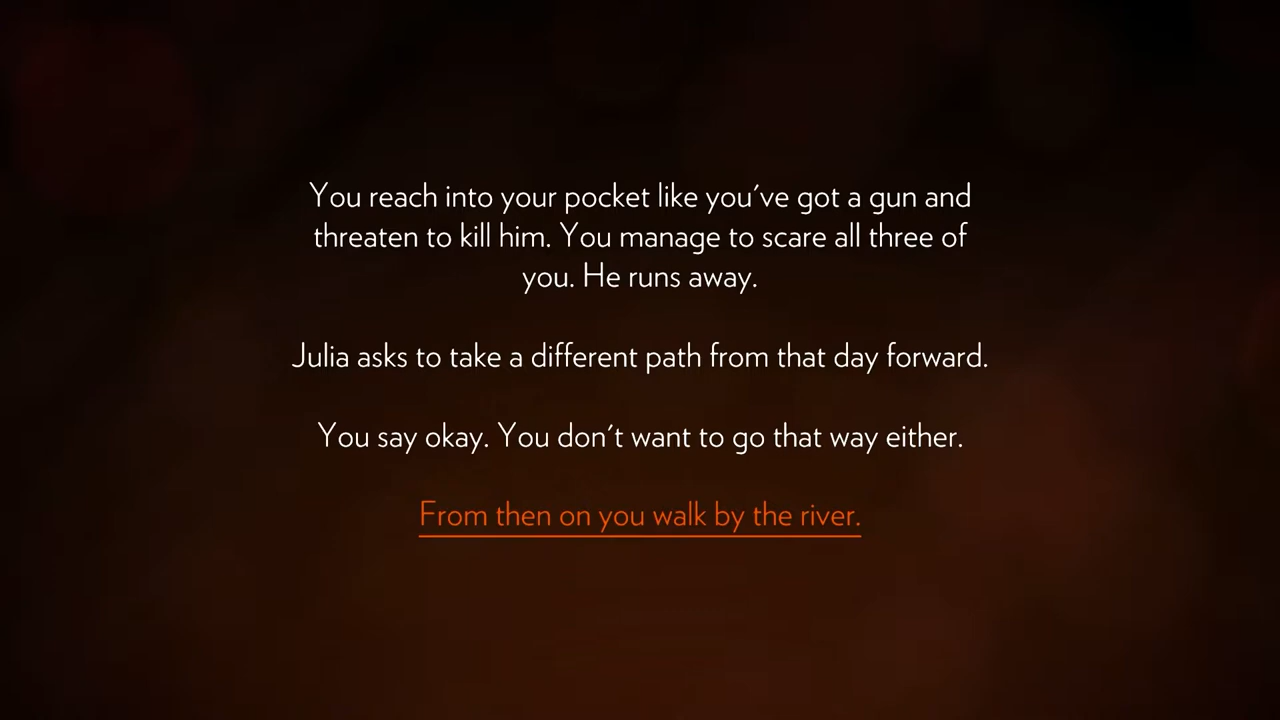 You reach into your pocket like you've got a gun and
threaten to kill him. You manage to scare all three of
you. He runs away.
Julia asks to take a different path from that day forward.
You say okay. You don't want to go that way either.
From then on you walk by the river.